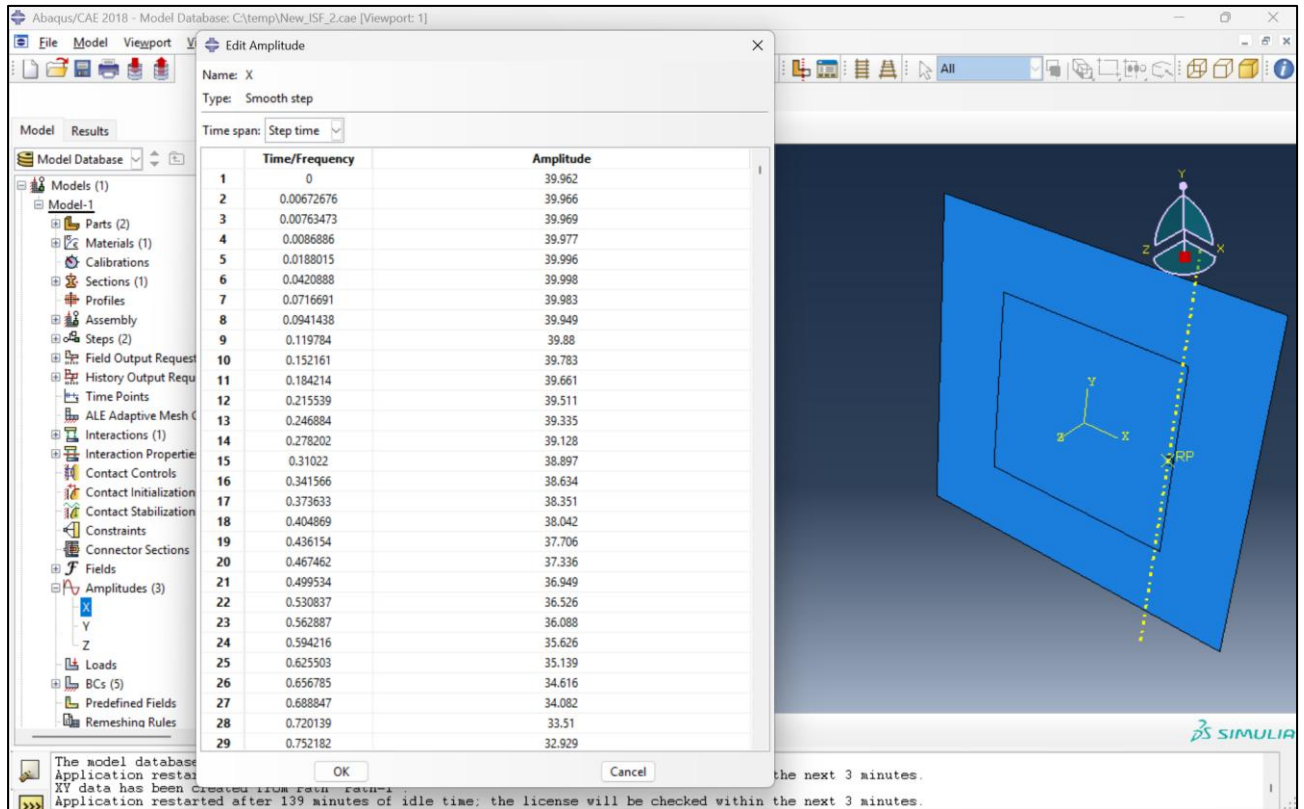 Abaqus/CAE 2018 - Model Database: C:\temp\New_ISF_2.cae [Viewport: 1]
File Model Viewport Vi
Edit Amplitude
Name: X
Type: Smooth step
All
Model Results
Time span: Step time
Model Database
Time/Frequency Amplitude
Models (1)
Model-1
Parts (2)
Materials (1)
Calibrations
Sections (1)
Profiles
Assembly
Steps (2)
Field Output Request
History Output Requ
Time Points
ALE Adaptive Mesh C
Interactions (1)
Interaction Propertie
Contact Controls
Contact Initialization
Contact Stabilization
Constraints
Connector Sections
Fields
Amplitudes (3)
X
Y
Z
Loads
BCs (5)
Predefined Fields
Remeshing Rules
1 0 39.962
2 0.00672676 39.966
3 0.00763473 39.969
4 0.0086886 39.977
5 0.0188015 39.996
6 0.0420888 39.998
7 0.0716691 39.983
8 0.0941438 39.949
9 0.119784 39.88
10 0.152161 39.783
11 0.184214 39.661
12 0.215539 39.511
13 0.246884 39.335
14 0.278202 39.128
15 0.31022 38.897
16 0.341566 38.634
17 0.373633 38.351
18 0.404869 38.042
19 0.436154 37.706
20 0.467462 37.336
21 0.499534 36.949
22 0.530837 36.526
23 0.562887 36.088
24 0.594216 35.626
25 0.625503 35.139
26 0.656785 34.616
27 0.688847 34.082
28 0.720139 33.51
29 0.752182 32.929
OK Cancel
Y
Z X
Y
Z X
RP
SIMULIA
The model database
Application restar he next 3 minutes.
XY data has been created from Path "Path-1".
Application restarted after 139 minutes of idle time; the license will be checked within the next 3 minutes.
>>>